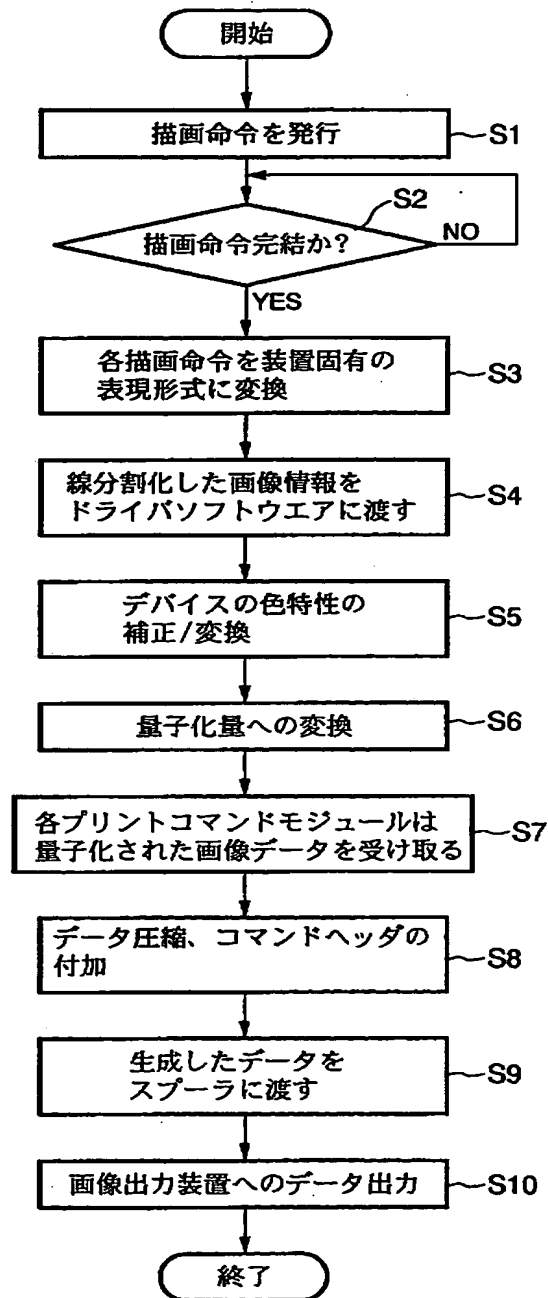 開始
描画命令を発行
S1
S2
描画命令完結か?
NO
YES
各描画命令を装置固有の
表現形式に変換
S3
線分割化した画像情報を
ドライバソフトウエアに渡す
S4
デバイスの色特性の
補正/変換
S5
量子化量への変換
S6
各プリントコマンドモジュールは
量子化された画像データを受け取る
S7
データ圧縮、コマンドヘッダの
付加
S8
生成したデータを
スプーラに渡す
S9
画像出力装置へのデータ出力
S10
終了